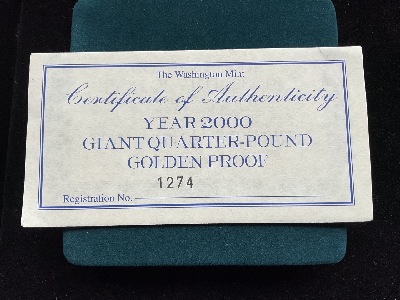 The Washington Mint
Certificate of Authenticity
YEAR 2000
GIANT QUARTER-POUND
GOLDEN PROOF
1274
Registration No.